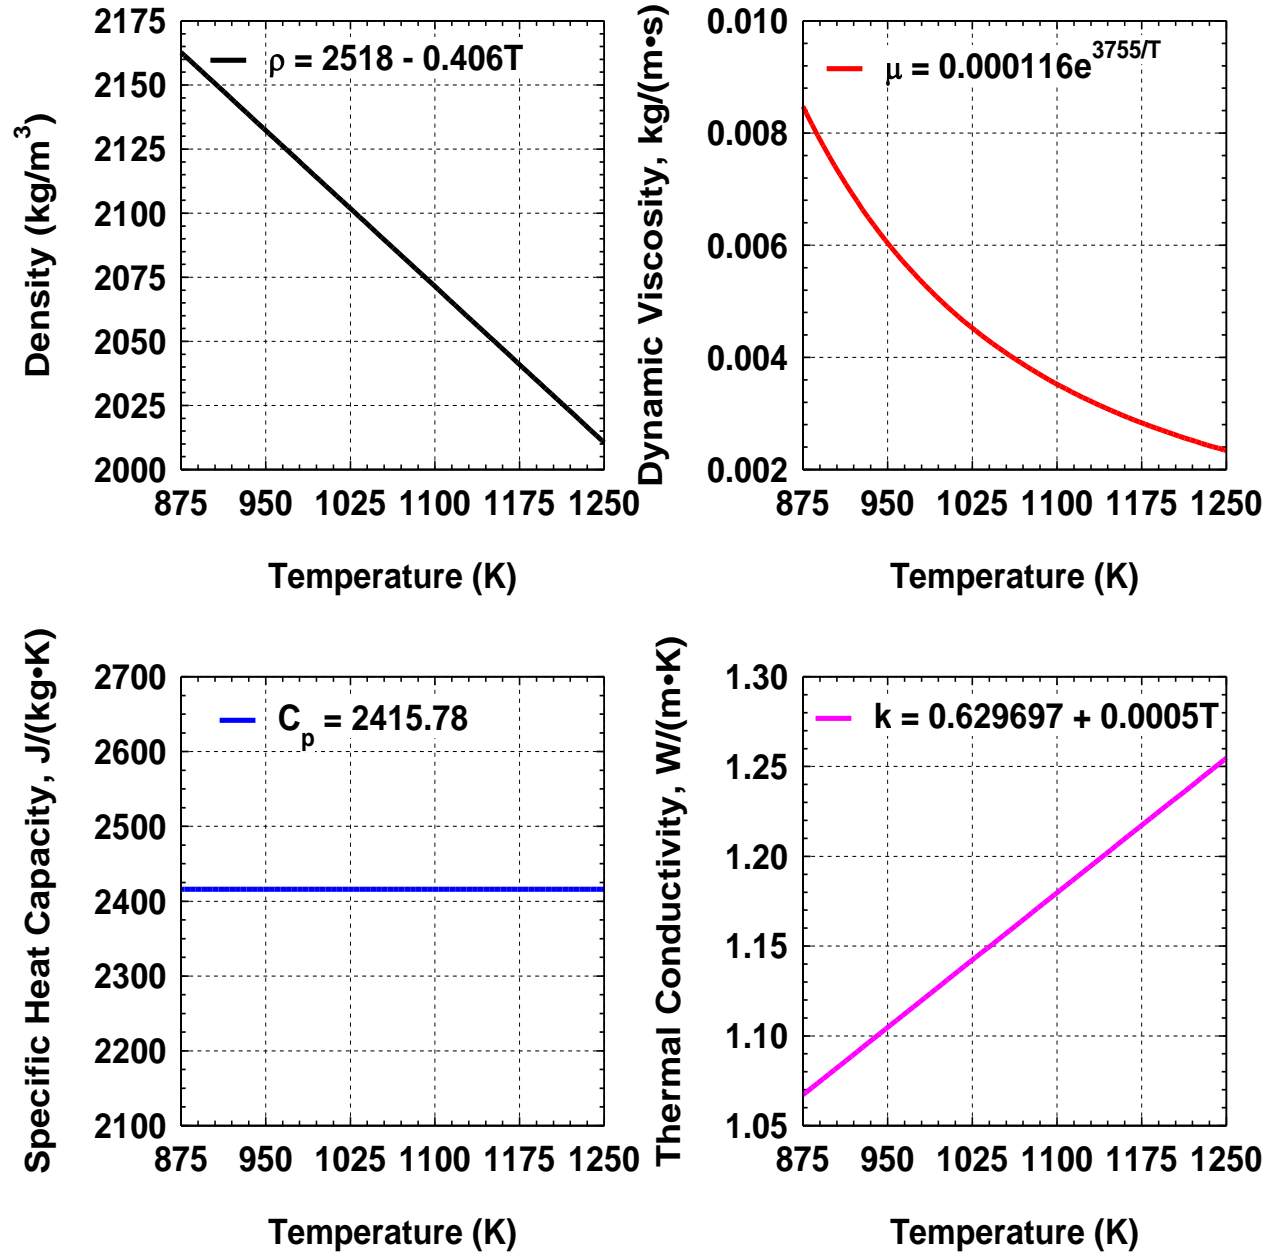 Density (kg/m3)
2175
2150
2125
2100
2075
2050
2025
2000
ρ = 2518 - 0.406T
875 950 1025 1100 1175 1250
Temperature (K)
Dynamic Viscosity, kg/(m•s)
0.010
0.008
0.006
0.004
0.002
μ = 0.000116e3755/T
875 950 1025 1100 1175 1250
Temperature (K)
Specific Heat Capacity, J/(kg•K)
2700
2600
2500
2400
2300
2200
2100
Cp = 2415.78
875 950 1025 1100 1175 1250
Temperature (K)
Thermal Conductivity, W/(m•K)
1.30
1.25
1.20
1.15
1.10
1.05
k = 0.629697 + 0.0005T
875 950 1025 1100 1175 1250
Temperature (K)